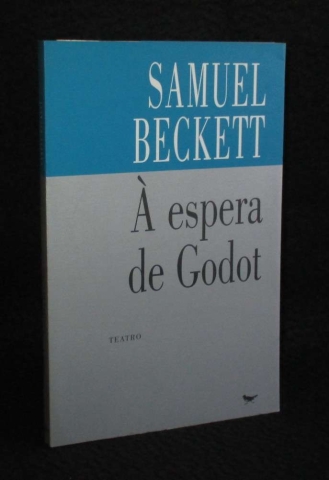 SAMUEL
BECKETT
À espera
de Godot
TEATRO